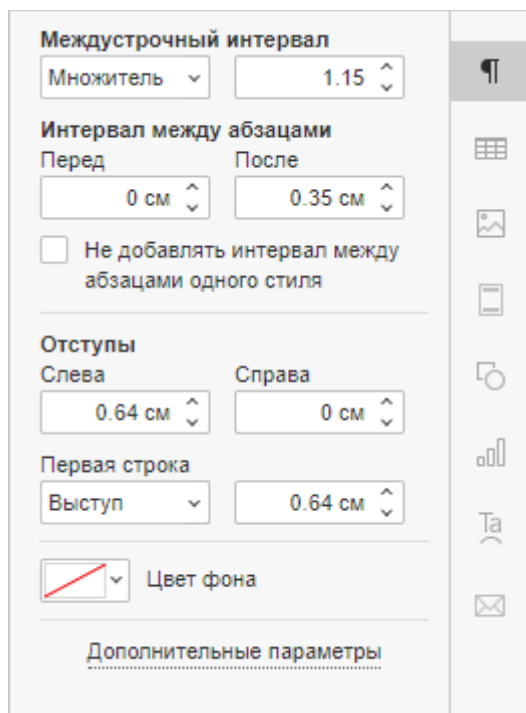 Междустрочный интервал
Множитель 1.15
Интервал между абзацами
Перед После
0 см 0.35 см
Не добавлять интервал между
абзацами одного стиля
Отступы
Слева Справа
0.64 см 0 см
Первая строка
Выступ 0.64 см
Цвет фона
Дополнительные параметры
Ta